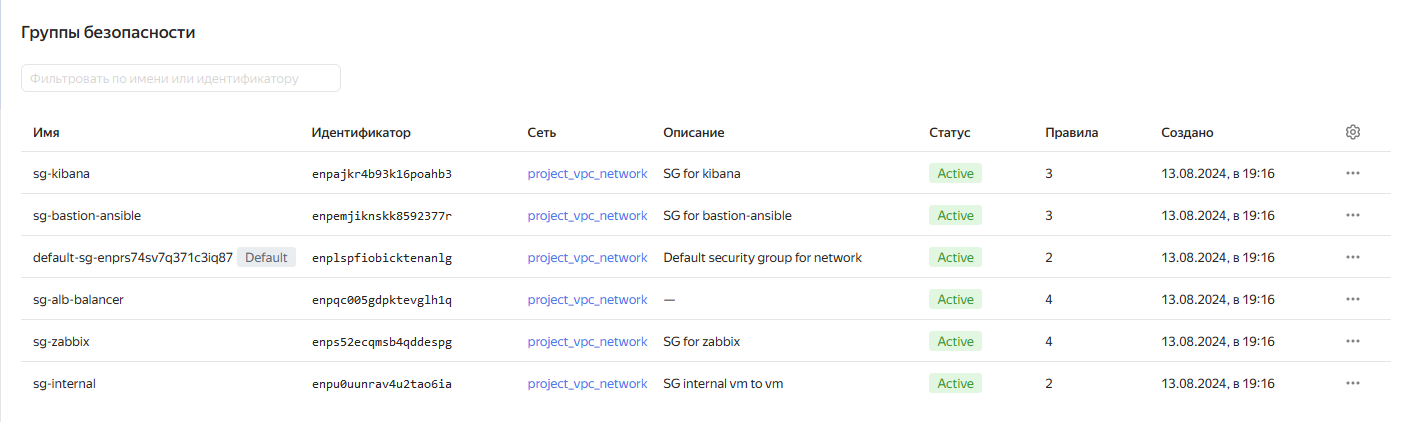 Группы безопасности
Фильтровать по имени или идентификатору
Имя Идентификатор Сеть Описание Статус Правила Создано
sg-kibana enpajkr4b93k16poahb3 project_vpc_network SG for kibana Active 3 13.08.2024, в 19:16
sg-bastion-ansible enpemjiknskk8592377r project_vpc_network SG for bastion-ansible Active 3 13.08.2024, в 19:16
default-sg-enprs74sv7q371c3iq87 Default enplspfiobicktenanlg project_vpc_network Default security group for network Active 2 13.08.2024, в 19:16
sg-alb-balancer enpqc005gdpktevglh1q project_vpc_network — Active 4 13.08.2024, в 19:16
sg-zabbix enps52ecqmsb4qddespg project_vpc_network SG for zabbix Active 4 13.08.2024, в 19:16
sg-internal enpu0uunrav4u2tao6ia project_vpc_network SG internal vm to vm Active 2 13.08.2024, в 19:16